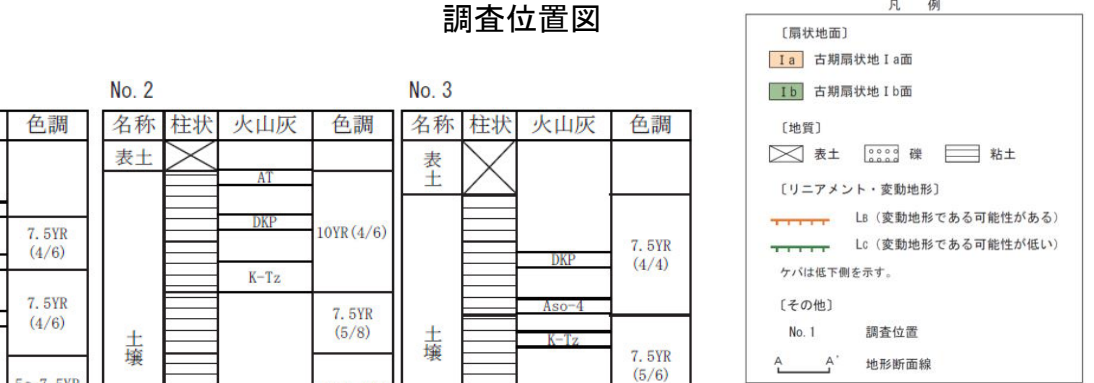 調査位置図
凡 例
〔扇状地面〕
Ⅰa 古期扇状地Ⅰa面
Ⅰb 古期扇状地Ⅰb面
〔地質〕
表土 礫 粘土
〔リニアメント・変動地形〕
LB（変動地形である可能性がある）
LC（変動地形である可能性が低い）
ケバは低下側を示す。
〔その他〕
No. 1 調査位置
A A' 地形断面線
色調
7.5YR
(4/6)
7.5YR
(4/6)
No. 2
名称 柱状 火山灰 色調
表土
AT
DKP
10YR(4/6)
K-Tz
7.5YR
(5/8)
土壌
No. 3
名称 柱状 火山灰 色調
表土
7.5YR
(4/4)
DKP
Aso-4
K-Tz
土壌
7.5YR
(5/6)